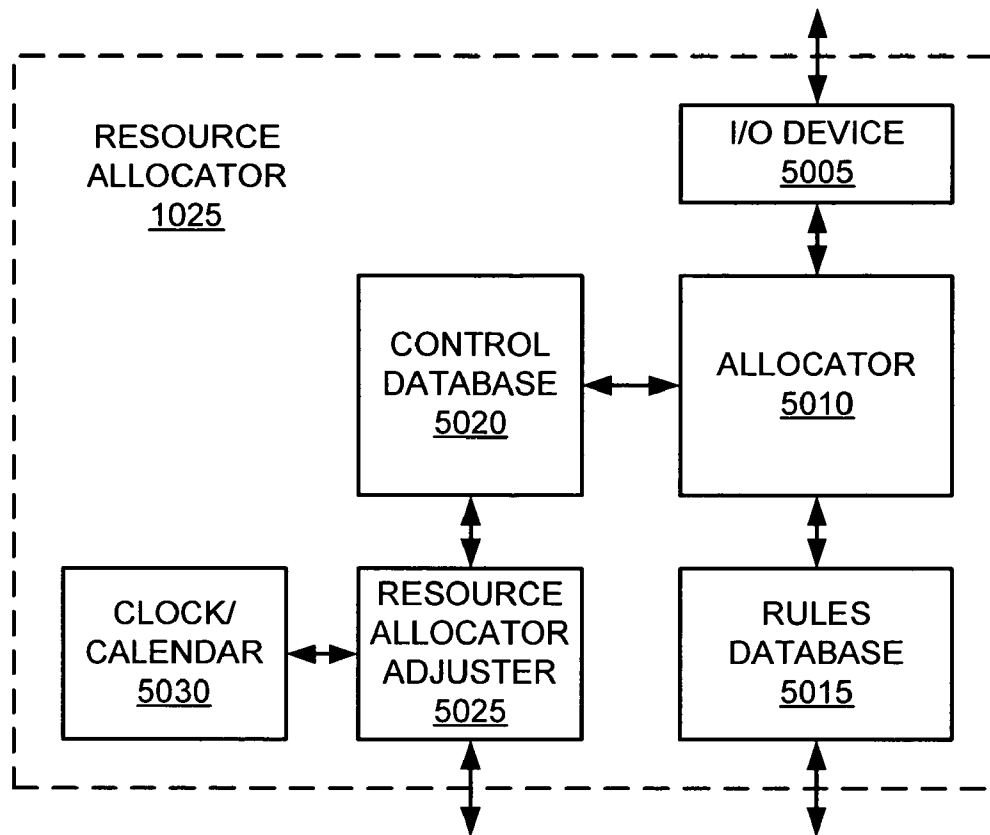 RESOURCE
ALLOCATOR
1025
I/O DEVICE
5005
CONTROL
DATABASE
5020
ALLOCATOR
5010
CLOCK/
CALENDAR
5030
RESOURCE
ALLOCATOR
ADJUSTER
5025
RULES
DATABASE
5015